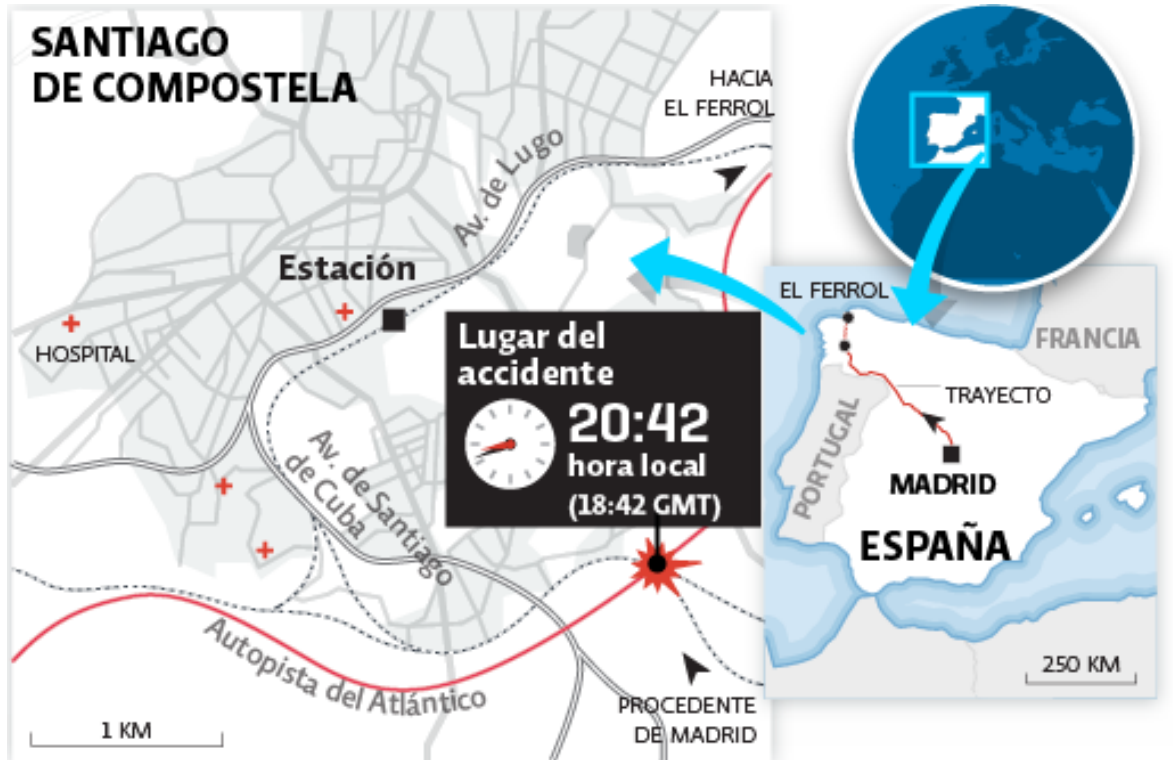 SANTIAGO
DE COMPOSTELA
HACIA
EL FERROL
Av. de Lugo
Estación
HOSPITAL
Lugar del
accidente
20:42
hora local
(18:42 GMT)
Av. de Santiago
de Cuba
Autopista del Atlántico
PROCEDENTE
DE MADRID
1 KM
EL FERROL
FRANCIA
TRAYECTO
PORTUGAL
MADRID
ESPAÑA
250 KM